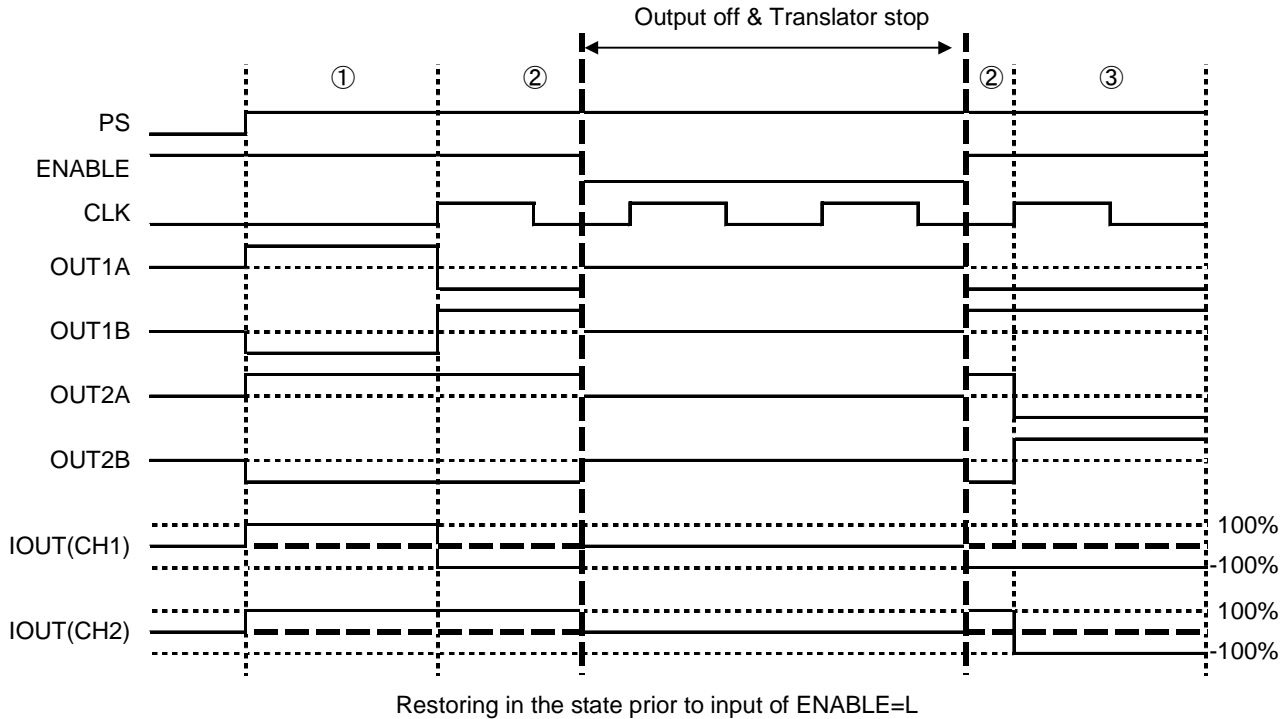 Output off & Translator stop
① ② ② ③
PS
ENABLE
CLK
OUT1A
OUT1B
OUT2A
OUT2B
IOUT(CH1)
100%
-100%
IOUT(CH2)
100%
-100%
Restoring in the state prior to input of ENABLE=L